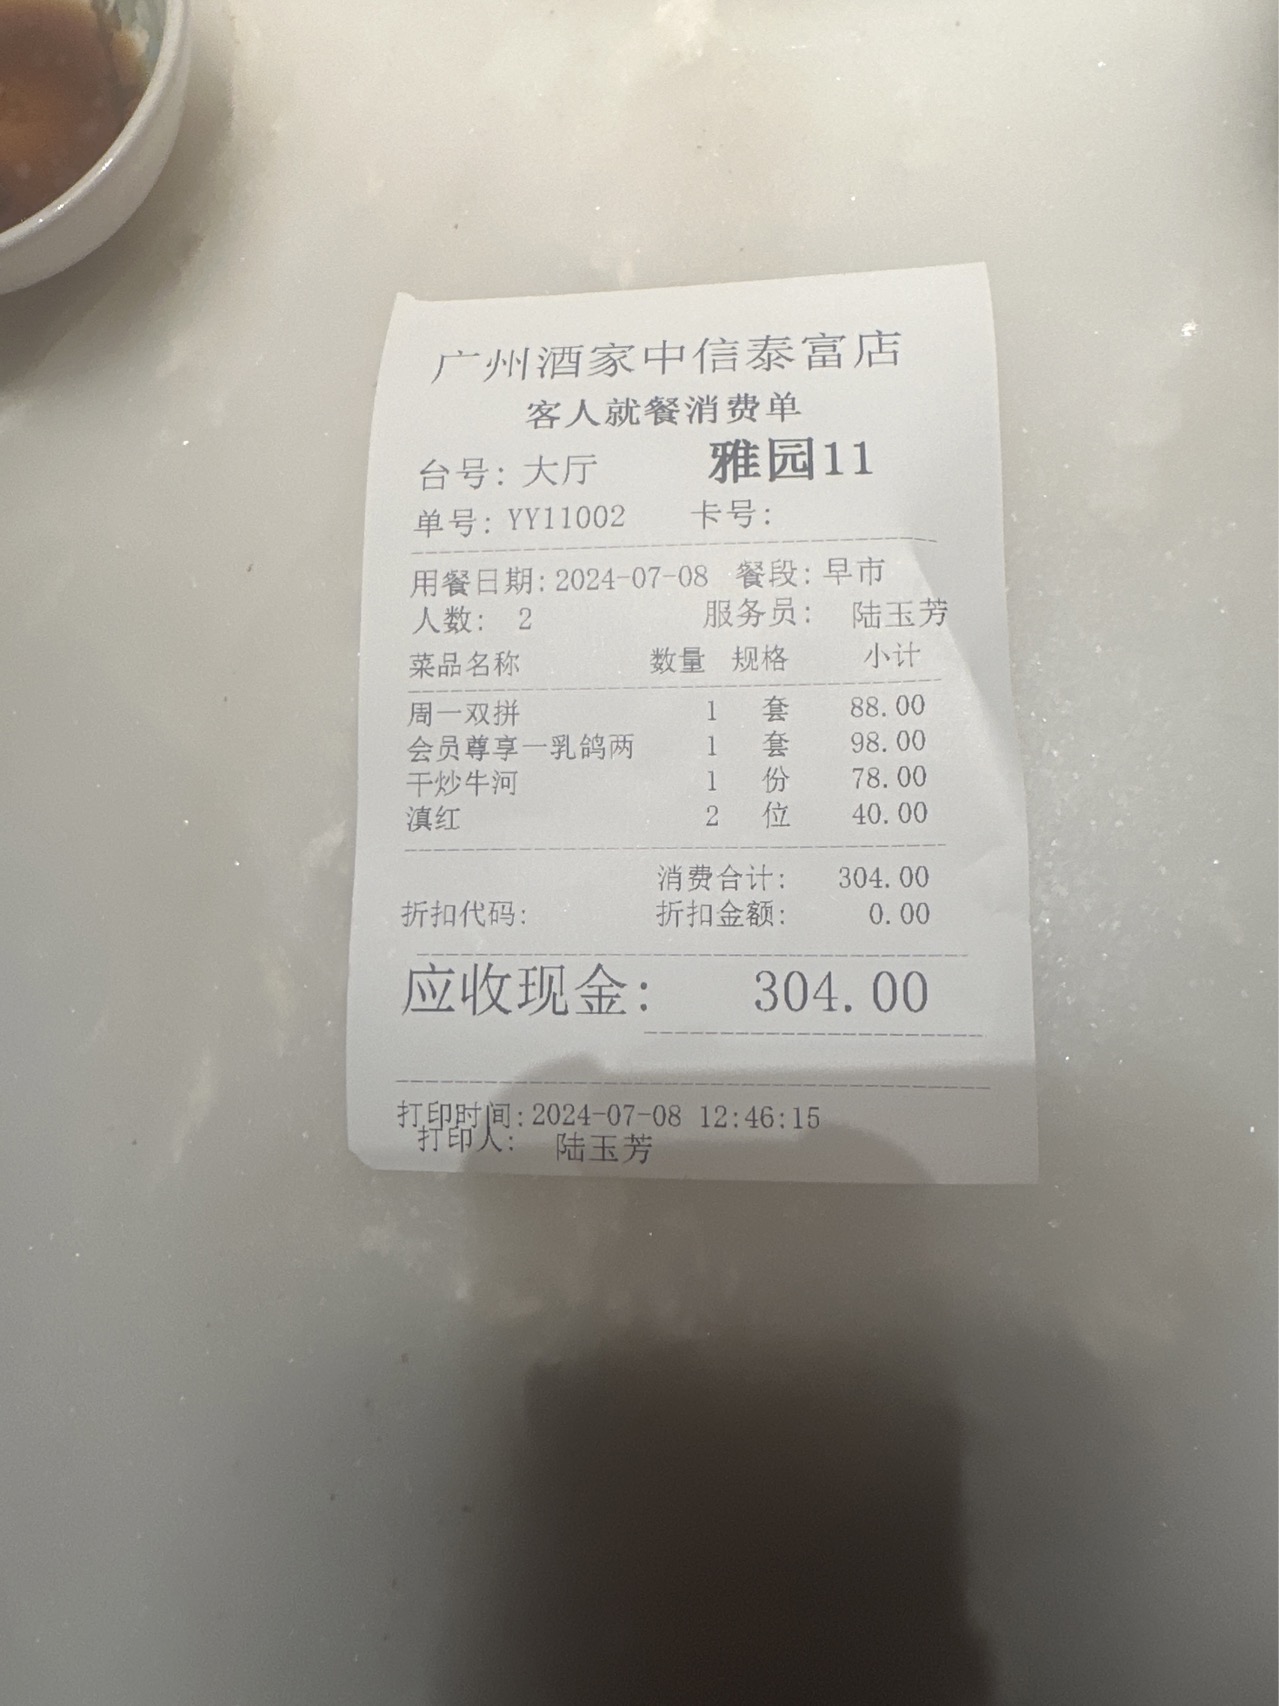 广州酒家中信泰富店
客人就餐消费单
台号: 大厅 雅园11
单号: YY11002 卡号:
用餐日期: 2024-07-08 餐段: 早市
人数: 2 服务员: 陆玉芳
菜品名称 数量 规格 小计
周一双拼 1 套 88.00
会员尊享一乳鸽两 1 套 98.00
干炒牛河 1 份 78.00
滇红 2 位 40.00
消费合计: 304.00
折扣代码: 折扣金额: 0.00
应收现金: 304.00
打印时间: 2024-07-08 12:46:15
打印人: 陆玉芳